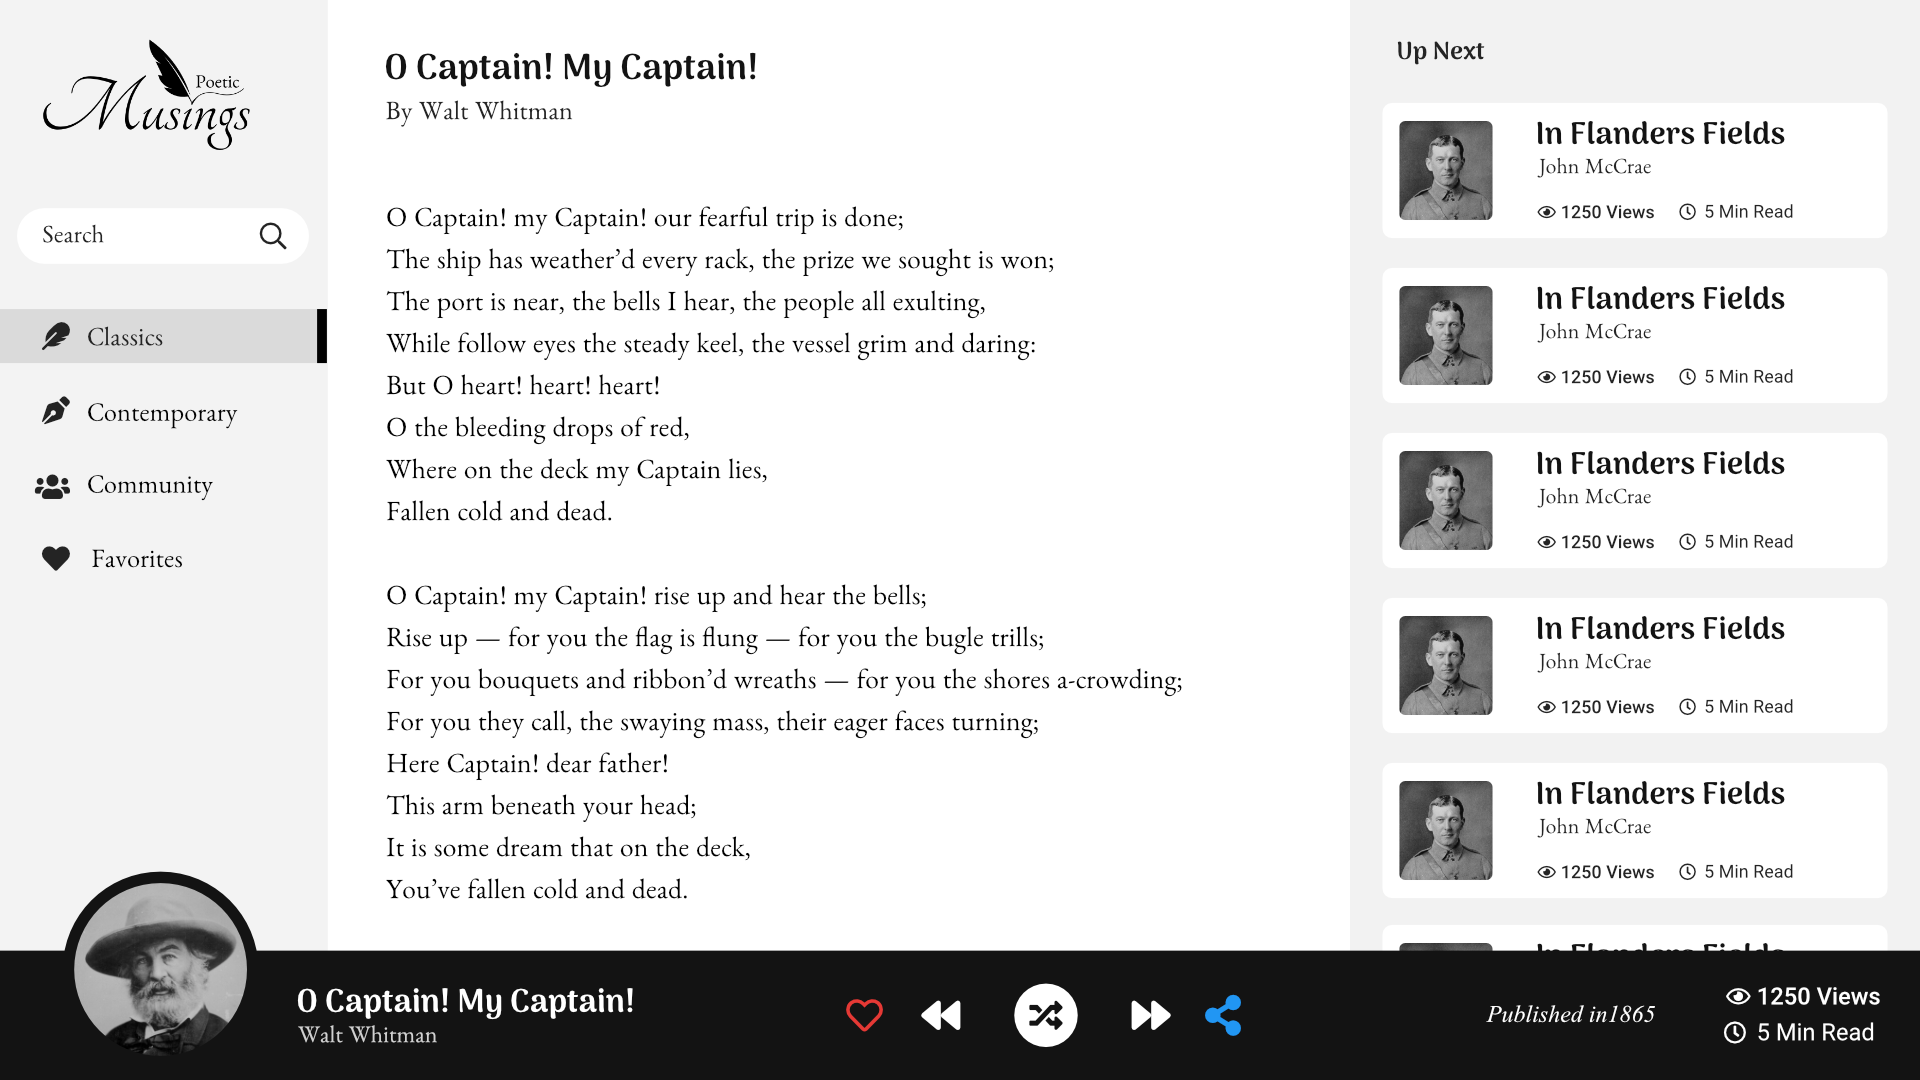 Poetic
Musings
Search
Classics
Contemporary
Community
Favorites
O Captain! My Captain!
By Walt Whitman
O Captain! my Captain! our fearful trip is done;
The ship has weather’d every rack, the prize we sought is won;
The port is near, the bells I hear, the people all exulting,
While follow eyes the steady keel, the vessel grim and daring:
But O heart! heart! heart!
O the bleeding drops of red,
Where on the deck my Captain lies,
Fallen cold and dead.
O Captain! my Captain! rise up and hear the bells;
Rise up — for you the flag is flung — for you the bugle trills;
For you bouquets and ribbon’d wreaths — for you the shores a-crowding;
For you they call, the swaying mass, their eager faces turning;
Here Captain! dear father!
This arm beneath your head;
It is some dream that on the deck,
You’ve fallen cold and dead.
Up Next
In Flanders Fields
John McCrae
1250 Views 5 Min Read
In Flanders Fields
John McCrae
1250 Views 5 Min Read
In Flanders Fields
John McCrae
1250 Views 5 Min Read
In Flanders Fields
John McCrae
1250 Views 5 Min Read
In Flanders Fields
John McCrae
1250 Views 5 Min Read
In Flanders Fields
O Captain! My Captain!
Walt Whitman
Published in1865
1250 Views
5 Min Read